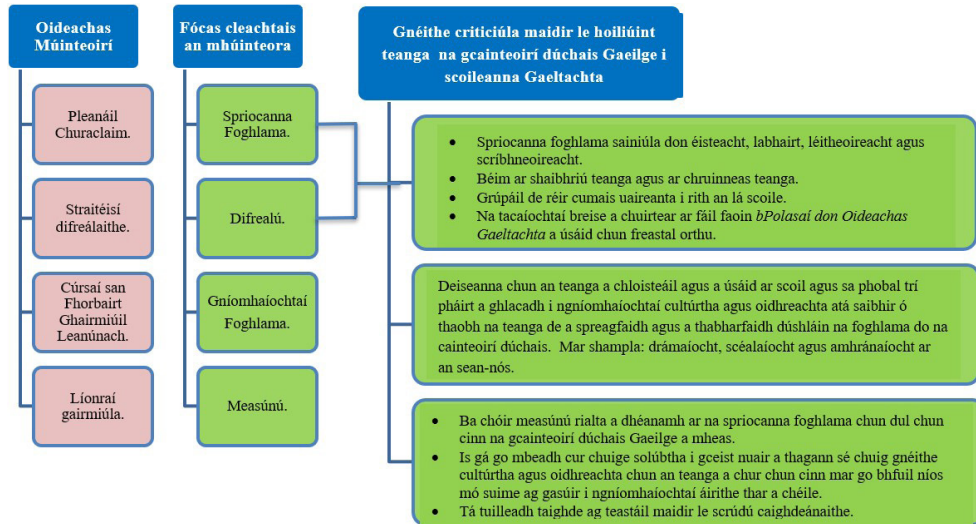 Oideachas
Múinteoirí
Pleanáil
Churaclaim.
Straitéisí
difreálaithe.
Cúrsaí san
Fhorbairt
Ghairmiúil
Leanúnach.
Líonraí
gairmiúla.
Fócas cleachtais
an mhúinteora
Spriocanna
Foghlama.
Difrealú.
Gníomhaíochtaí
Foghlama.
Measúnú.
Gnéithe criticiúla maidir le hoiliúint
teanga na gcainteoirí dúchais Gaeilge i
scoileanna Gaeltachta
• Spriocanna foghlama sainiúla don éisteacht, labhairt, léitheoireacht agus
scríbhneoireacht.
• Béim ar shaibhriú teanga agus ar chruinneas teanga.
• Grúpáil de réir cumais uaireanta i rith an lá scoile.
• Na tacaíochtaí breise a chuirtear ar fáil faoin bPolasaí don Oideachas
Gaeltachta a úsáid chun freastal orthu.
Deiseanna chun an teanga a chloisteáil agus a úsáid ar scoil agus sa phobal trí
pháirt a ghlacadh i ngníomhaíochtaí cultúrtha agus oidhreachta atá saibhir ó
thaobh na teanga de a spreagfaidh agus a thabharfaidh dúshláin na foghlama do na
cainteoirí dúchais. Mar shampla: drámaíocht, scéalaíocht agus amhránaíocht ar
an sean-nós.
• Ba chóir measúnú rialta a dhéanamh ar na spriocanna foghlama chun dul chun
cinn na gcainteoirí dúchais Gaeilge a mheas.
• Is gá go mbeadh cur chuige solúbtha i gceist nuair a thagann sé chuig gnéithe
cultúrtha agus oidhreachta chun an teanga a chur chun cinn mar go bhfuil níos
mó suime ag gasúir i ngníomhaíochtaí áirithe thar a chéile.
• Tá tuilleadh taighde ag teastáil maidir le scrúdú caighdeánaithe.